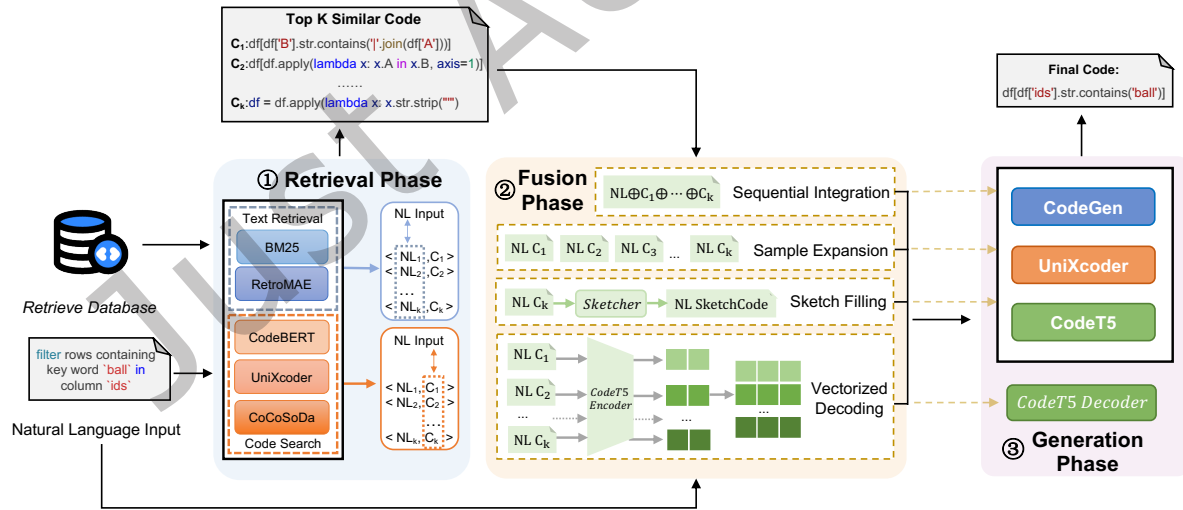 Top K Similar Code
C1:df[df['B'].str.contains('|'.join(df['A']))]
C2:df[df.apply(lambda x: x.A in x.B, axis=1)]
......
Ck:df = df.apply(lambda x: x.str.strip("'")
Final Code:
df[df['ids'].str.contains('ball')]
① Retrieval Phase
Text Retrieval
BM25
RetroMAE
CodeBERT
UniXcoder
CoCoSoDa
Code Search
NL Input
< NL1, C1 >
< NL2, C2 >
...
< NLk, Ck >
NL Input
< NL1, C1 >
< NL2, C2 >
...
< NLk, Ck >
Retrieve Database
filter rows containing
key word `ball` in
column `ids`
Natural Language Input
② Fusion
Phase
NL⊕C1⊕ ··· ⊕Ck
Sequential Integration
NL C1 NL C2 NL C3 ... NL Ck
Sample Expansion
NL Ck Sketcher NL SketchCode
Sketch Filling
NL C1
NL C2
...
NL Ck
CodeT5
Encoder
...
...
Vectorized
Decoding
CodeGen
UniXcoder
CodeT5
CodeT5 Decoder
③ Generation
Phase
Just A